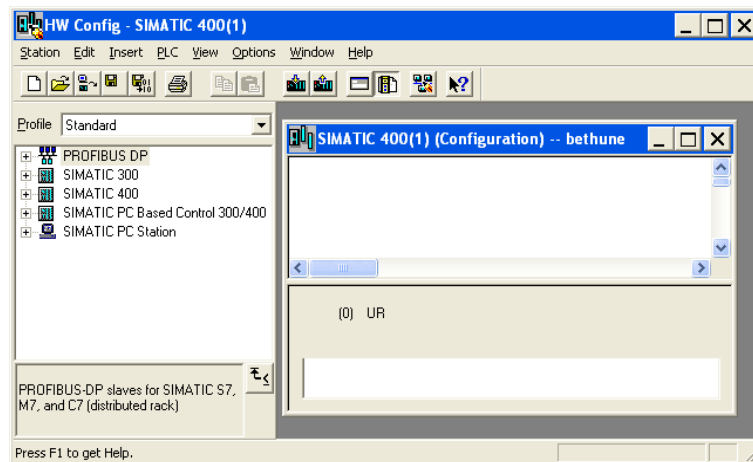 HW Config - SIMATIC 400(1)
Station Edit Insert PLC View Options Window Help
Profile Standard
PROFIBUS DP
SIMATIC 300
SIMATIC 400
SIMATIC PC Based Control 300/400
SIMATIC PC Station
PROFIBUS-DP slaves for SIMATIC S7,
M7, and C7 (distributed rack)
SIMATIC 400(1) (Configuration) -- bethune
(0) UR
Press F1 to get Help.